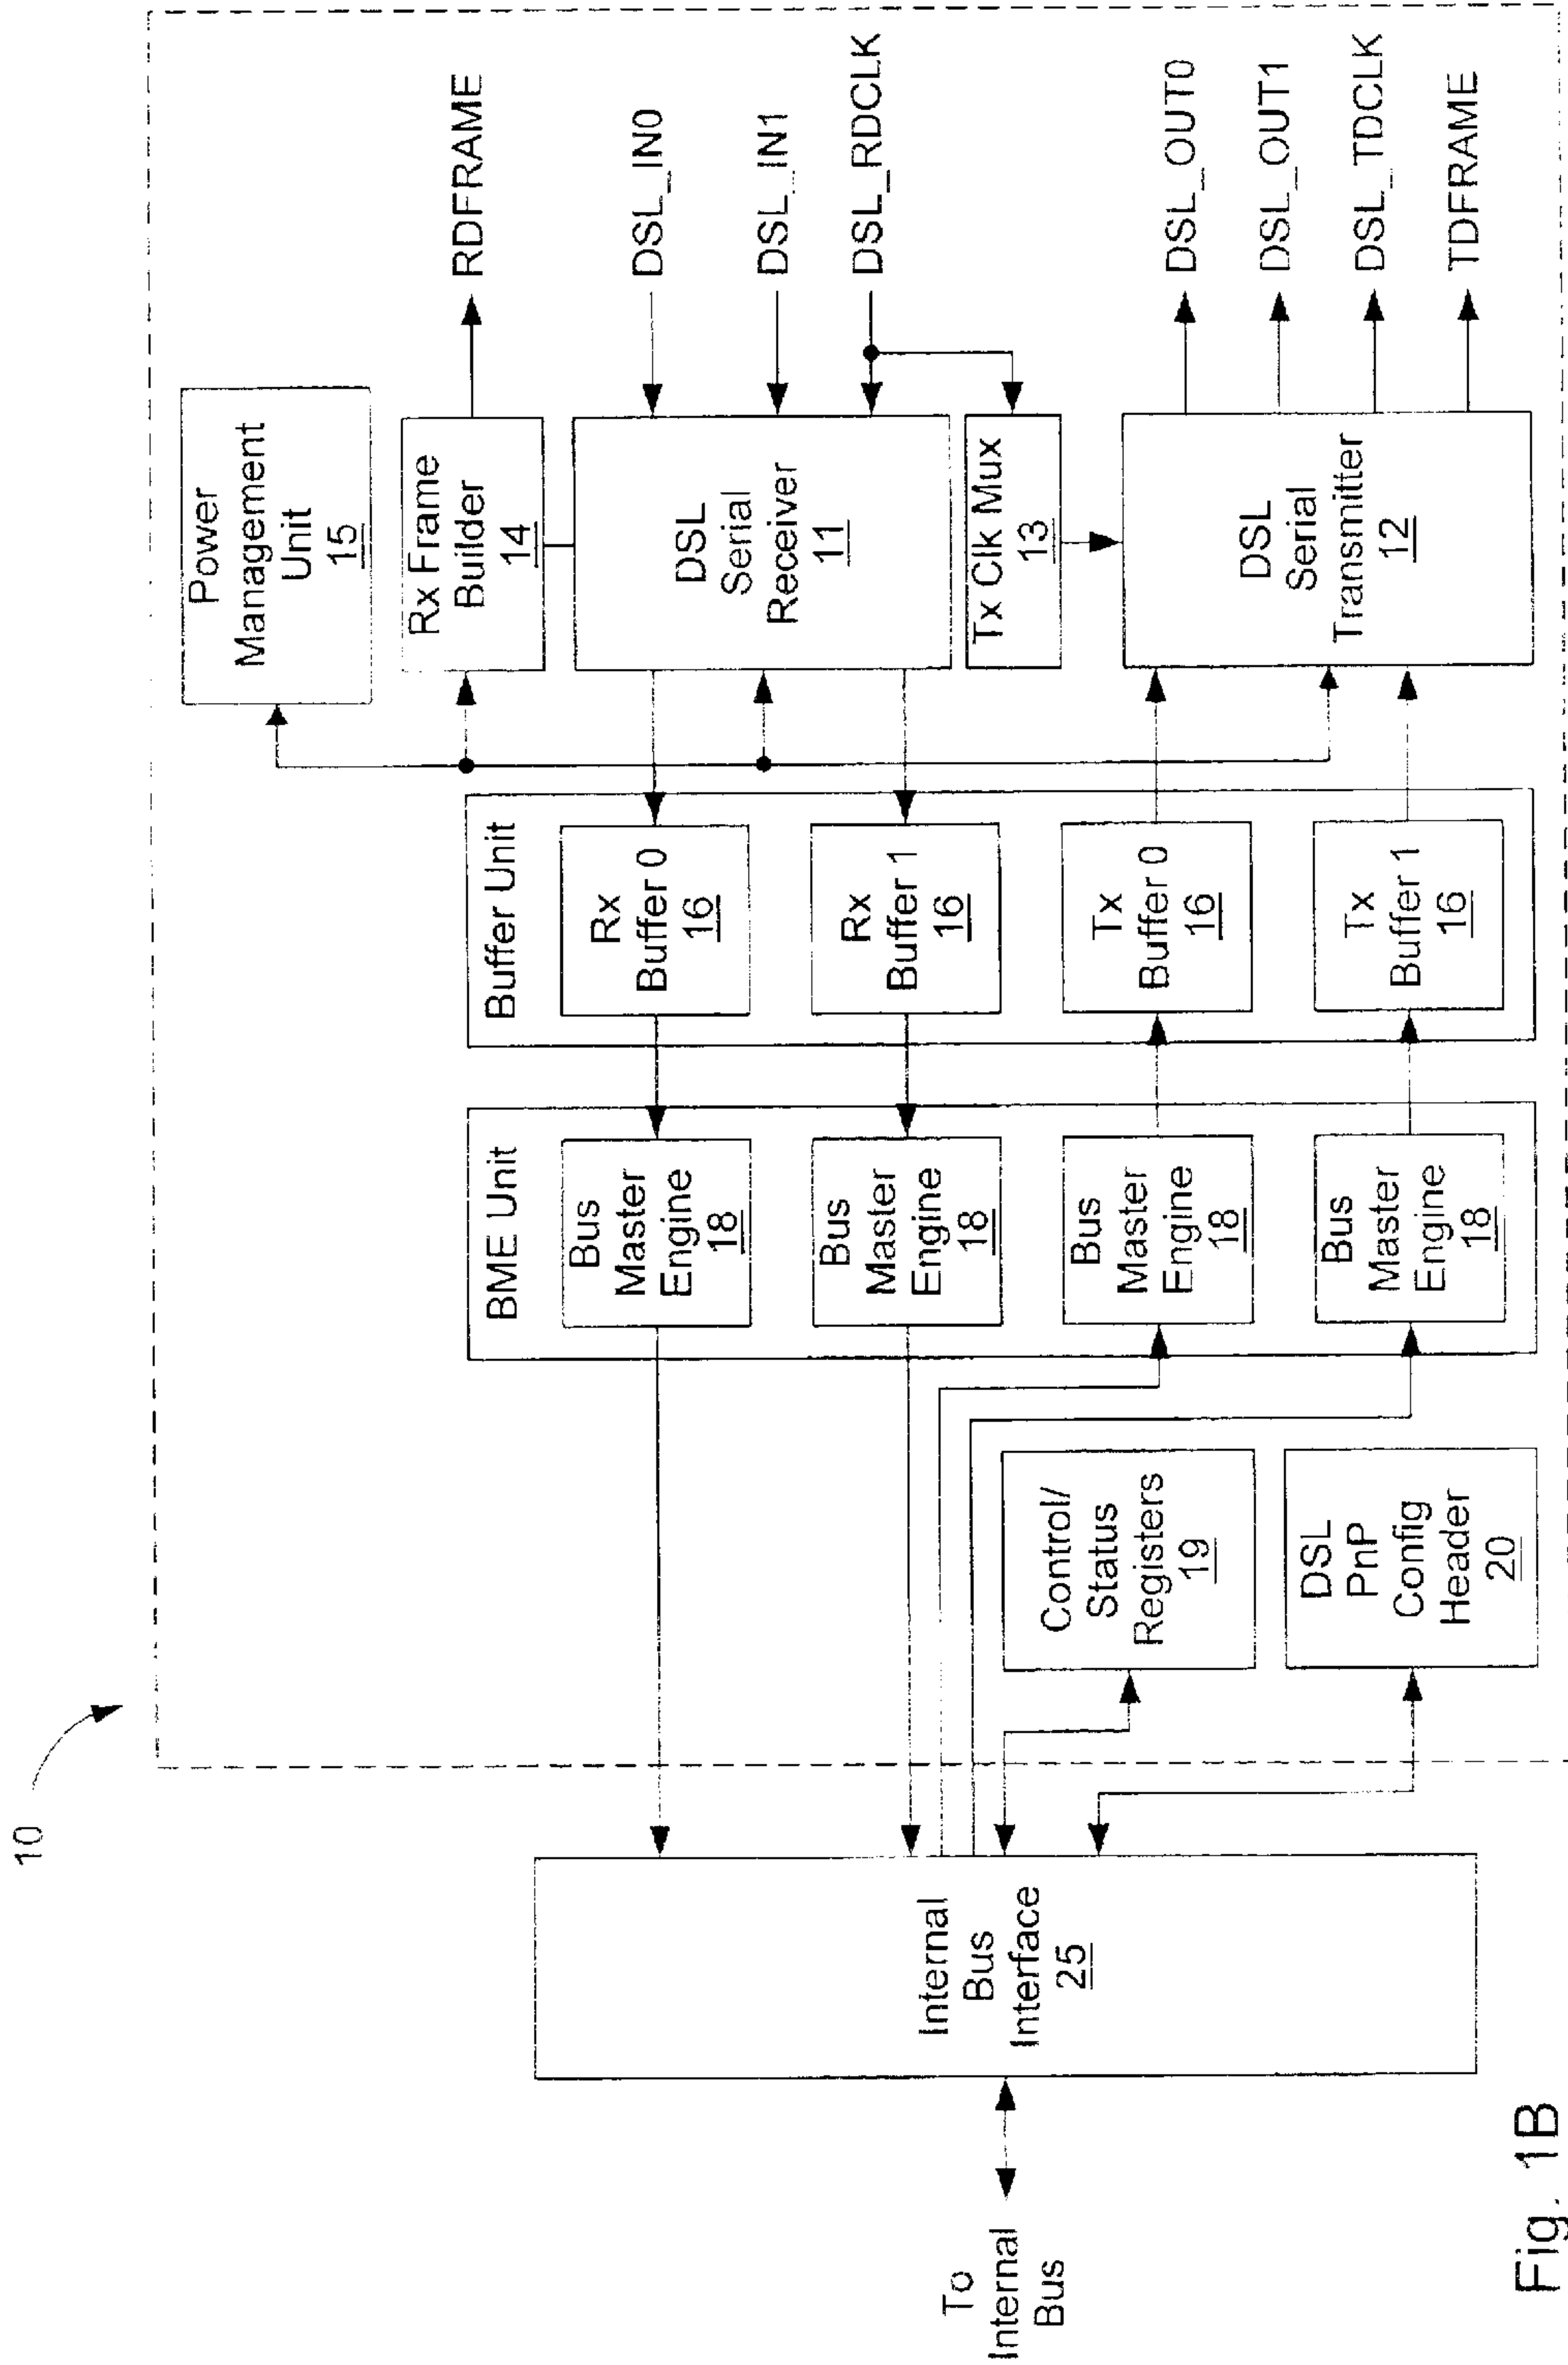 10
Power
Management
Unit
15
Rx Frame
Builder
14
RDFRAME
DSL
Serial
Receiver
11
DSL_IN0
DSL_IN1
DSL_RDCLK
Tx Clk Mux
13
DSL
Serial
Transmitter
12
DSL_OUT0
DSL_OUT1
DSL_TDCLK
TDFRAME
Buffer Unit
Rx
Buffer 0
16
Rx
Buffer 1
16
Tx
Buffer 0
16
Tx
Buffer 1
16
BME Unit
Bus
Master
Engine
18
Bus
Master
Engine
18
Bus
Master
Engine
18
Bus
Master
Engine
18
Control/
Status
Registers
19
DSL
PnP
Config
Header
20
Internal
Bus
Interface
25
To
Internal
Bus
Fig. 1B